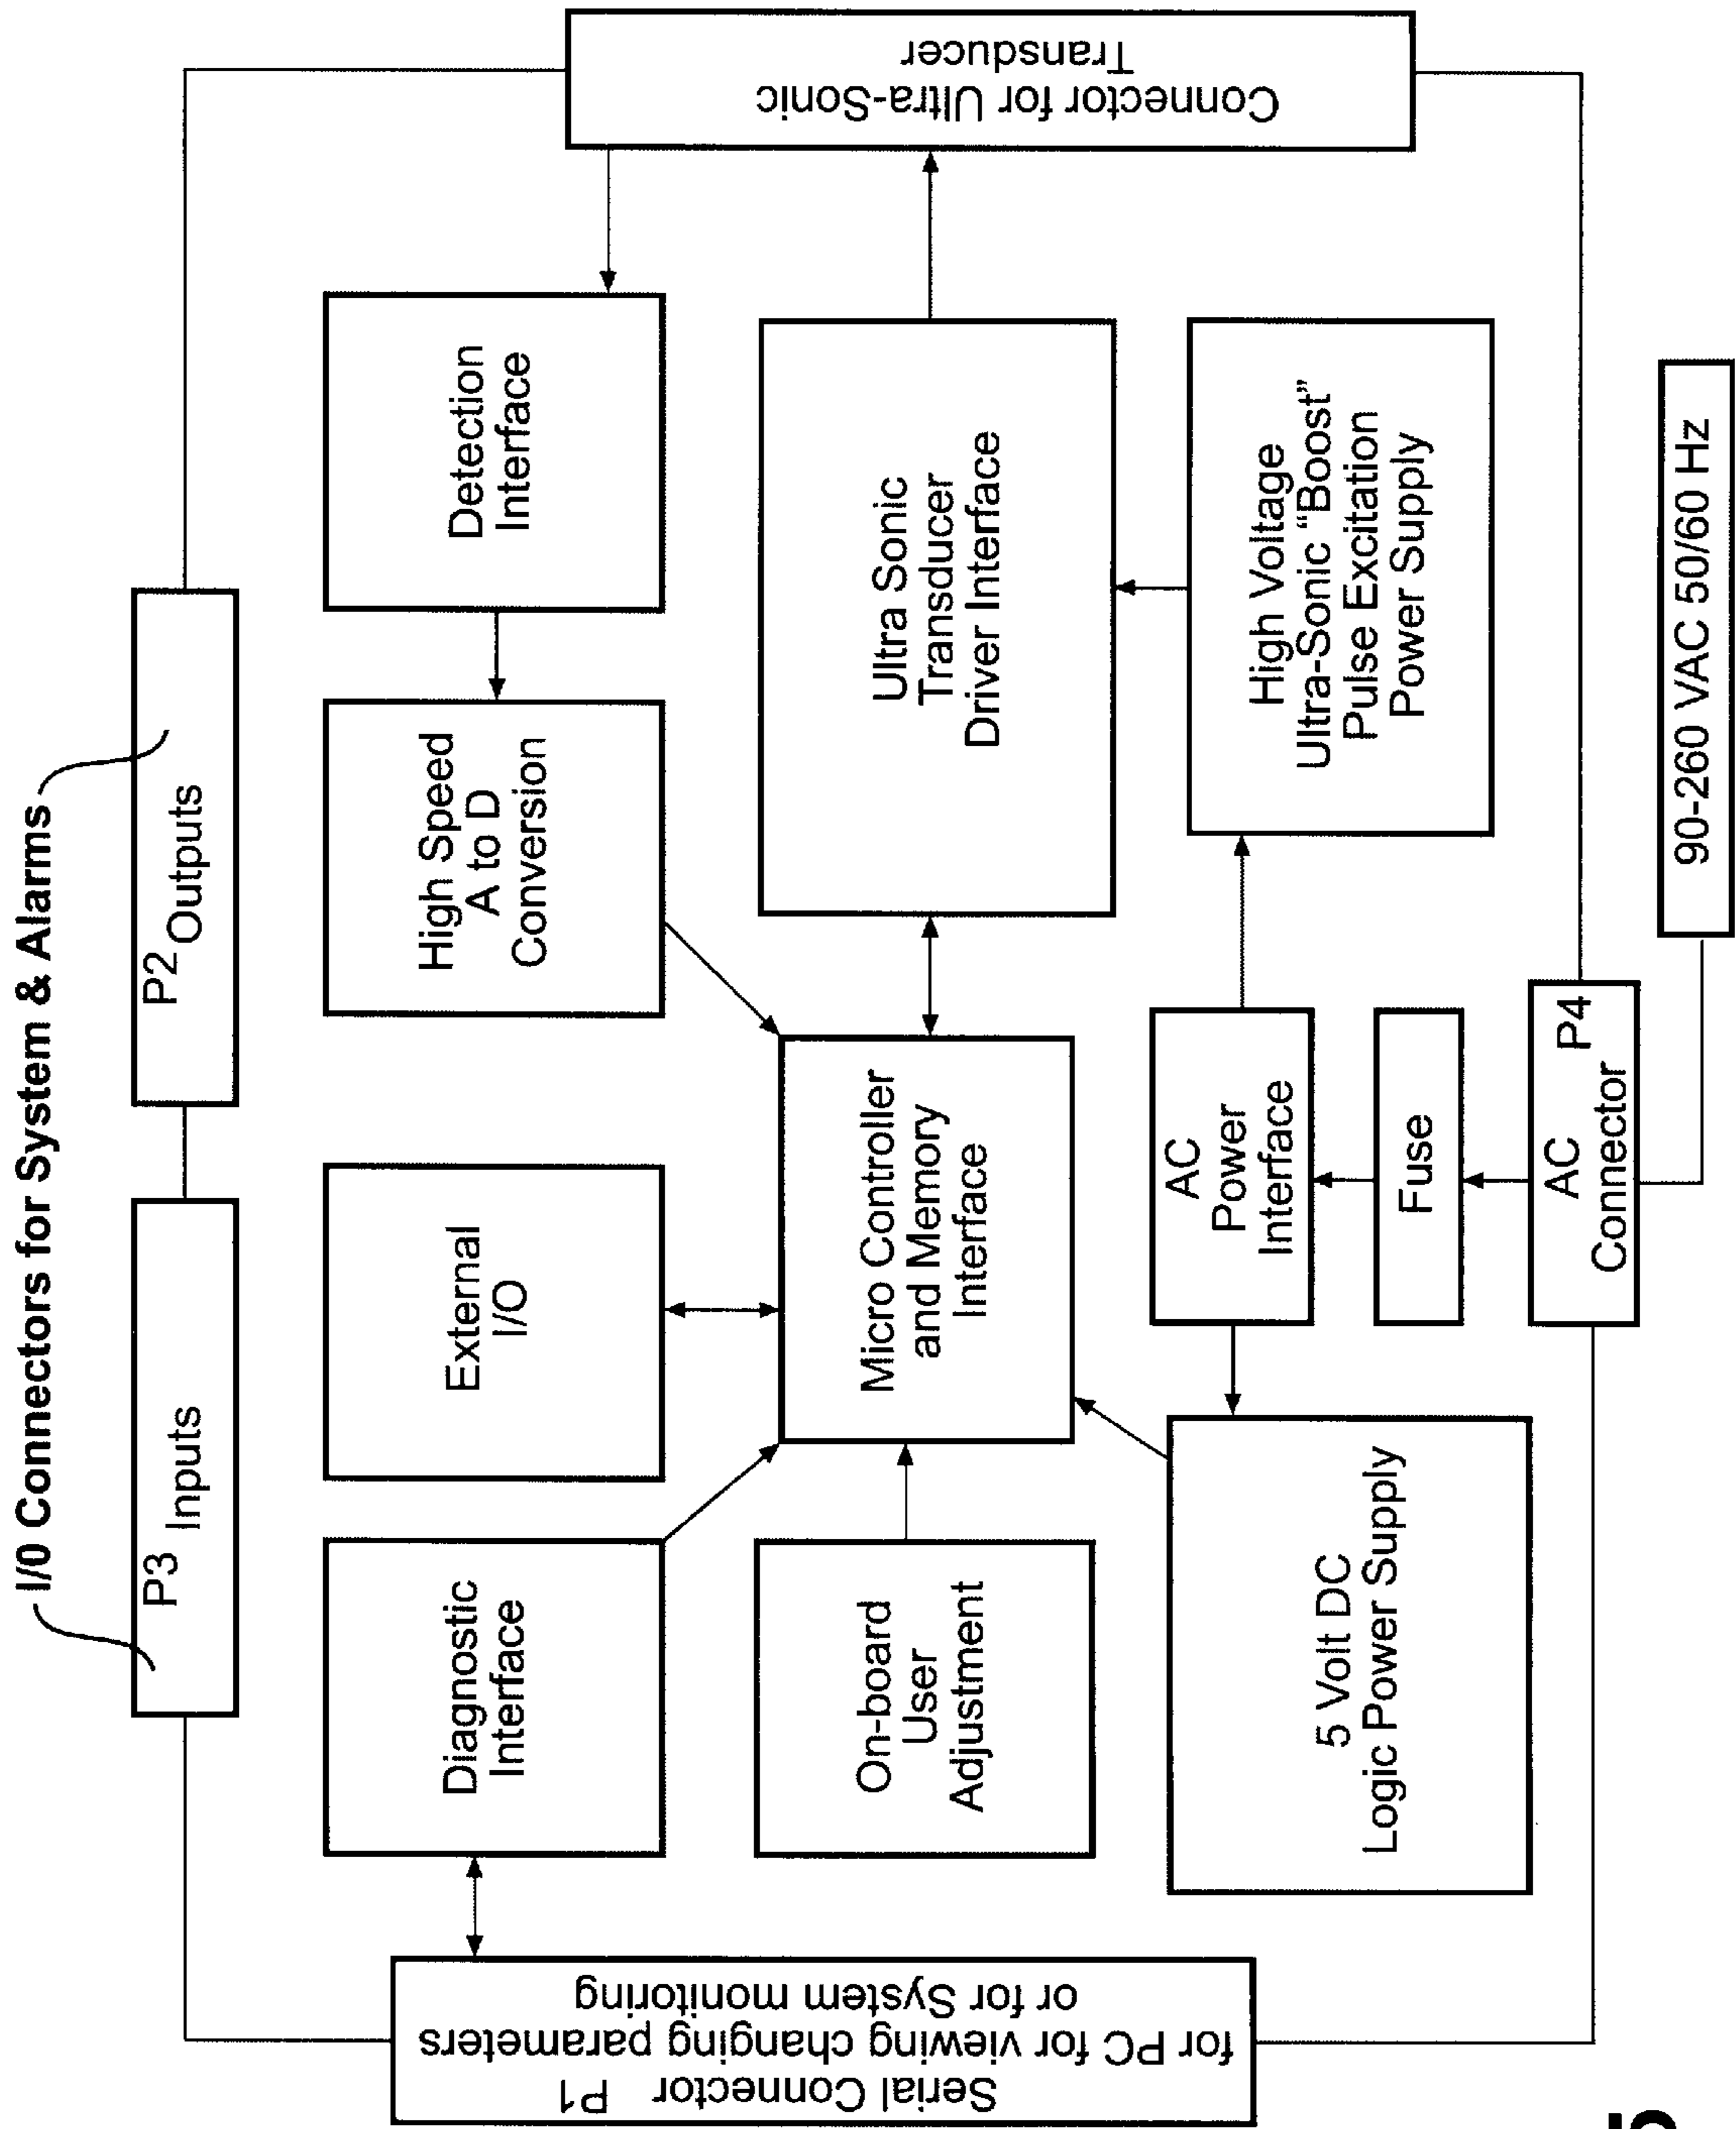 I/0 Connectors for System & Alarms
P3
Inputs
P2
Outputs
Serial Connector P1
for PC for viewing changing parameters
or for System monitoring
Diagnostic
Interface
External
I/O
High Speed
A to D
Conversion
Detection
Interface
Connector for Ultra-Sonic
Transducer
On-board
User
Adjustment
Micro Controller
and Memory
Interface
Ultra Sonic
Transducer
Driver Interface
5 Volt DC
Logic Power Supply
AC
Power
Interface
High Voltage
Ultra-Sonic “Boost”
Pulse Excitation
Power Supply
Fuse
AC P4
Connector
90-260 VAC 50/60 Hz
5